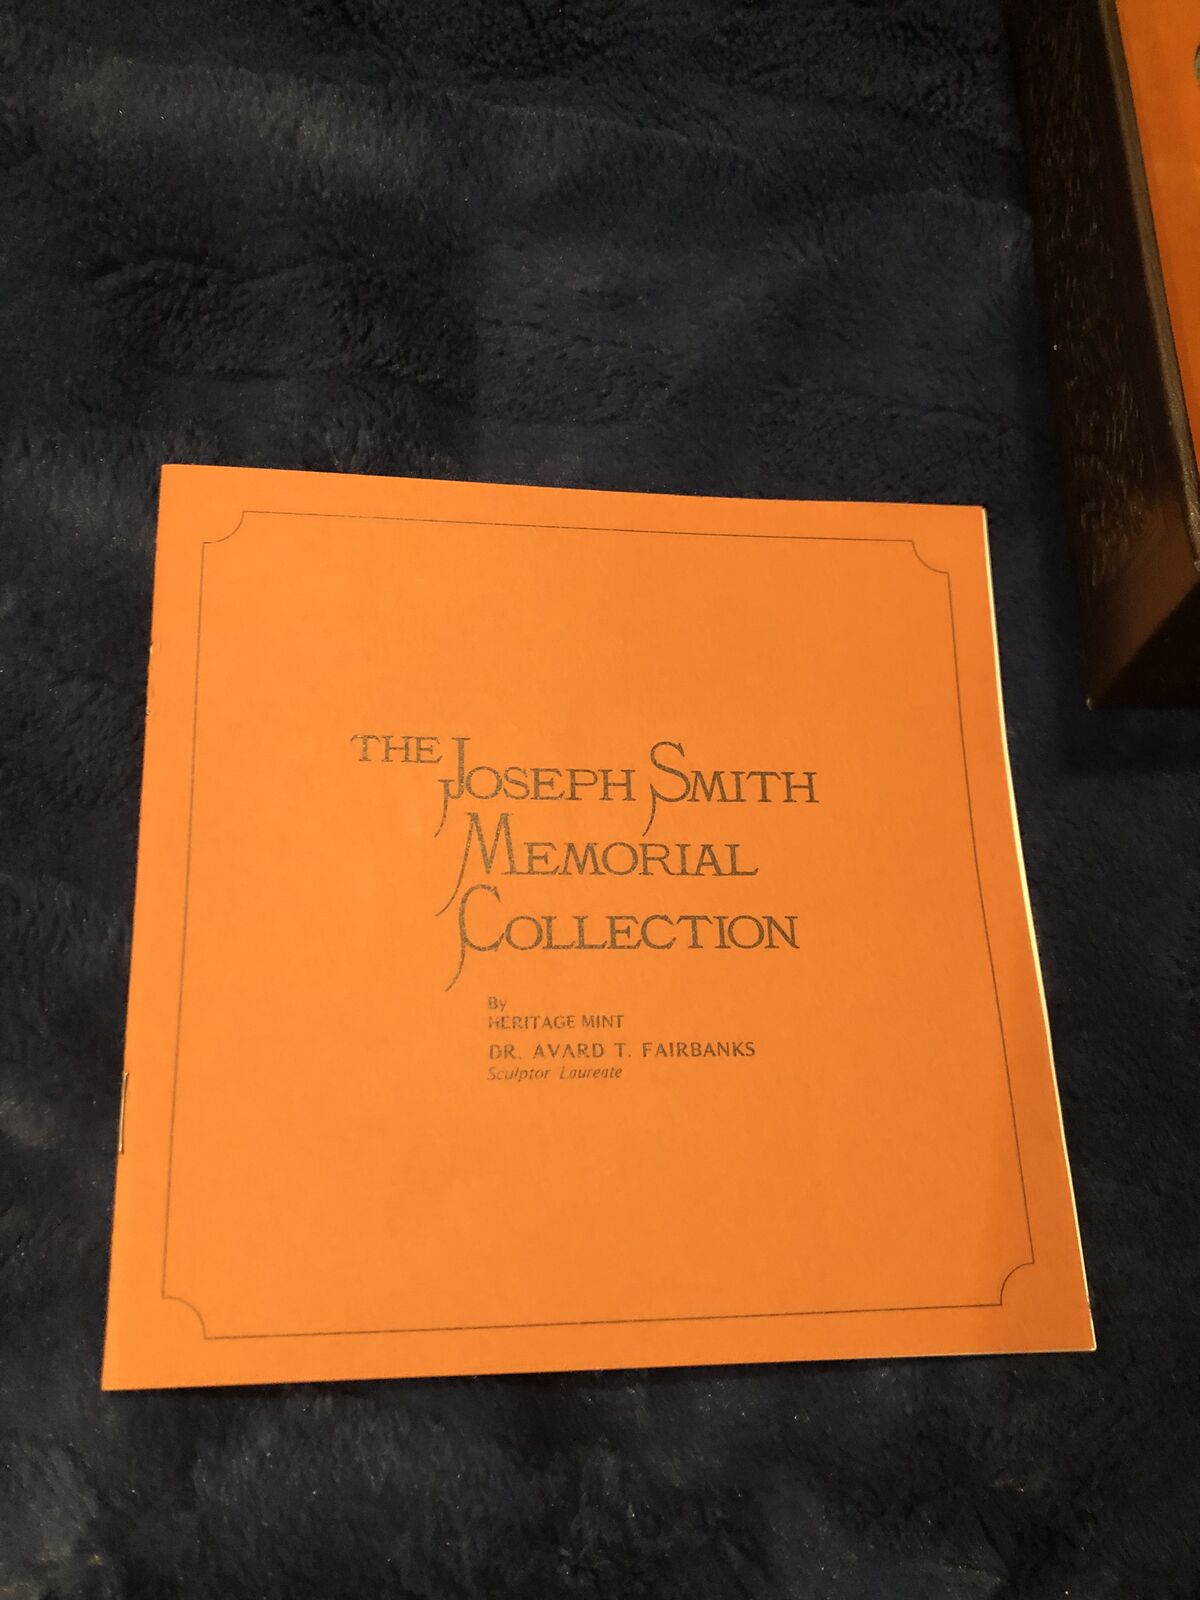 THE JOSEPH SMITH
MEMORIAL
COLLECTION
By
HERITAGE MINT
DR. AVARD T. FAIRBANKS
Sculptor Laureate